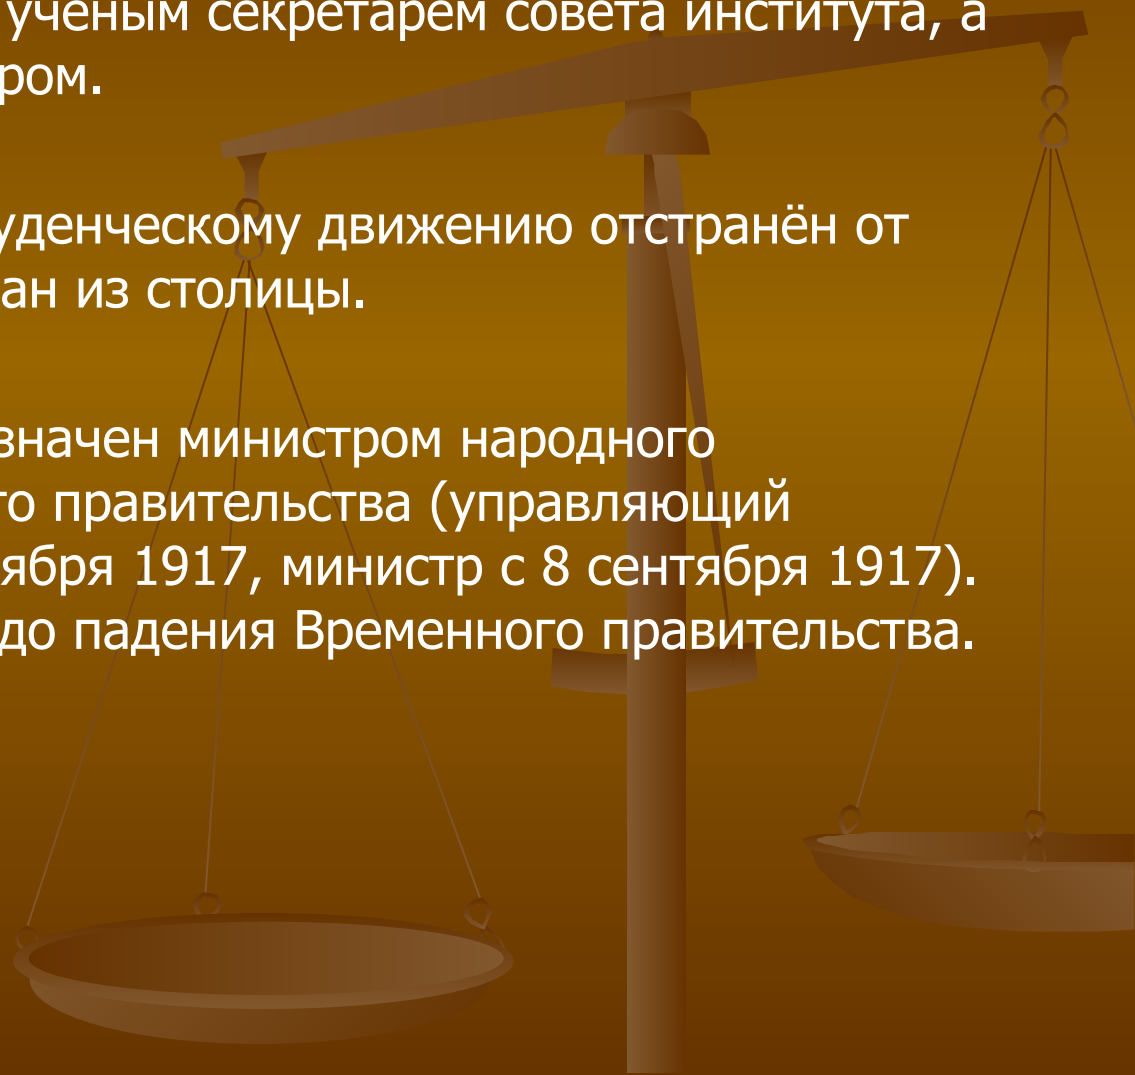 учёным секретарём совета института, а
ром.
уденческому движению отстранён от
ан из столицы.
значен министром народного
го правительства (управляющий
ября 1917, министр с 8 сентября 1917).
до падения Временного правительства.